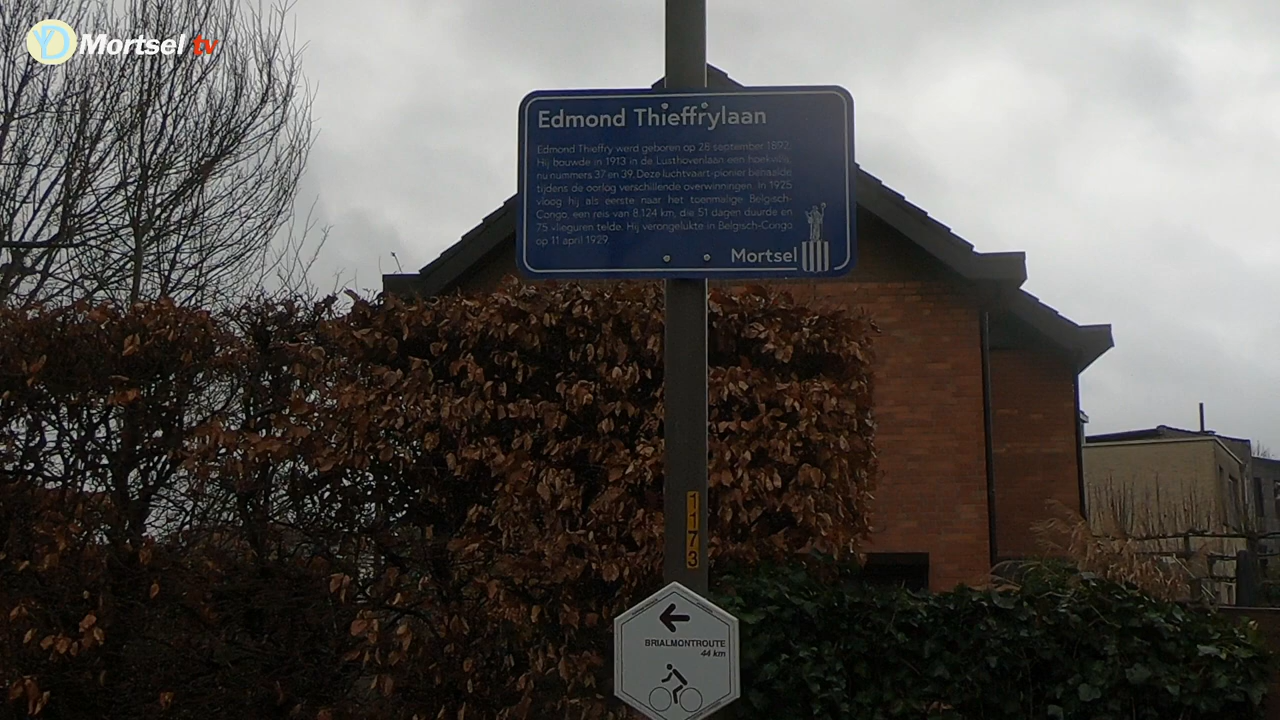 Mortsel tv
Edmond Thieffrylaan
Edmond Thieffry werd geboren op 28 september 1892.
Hij bouwde in 1913 in de Lusthovenlaan een hoekvilla,
nu nummers 37 en 39. Deze luchtvaart-pionier behaalde
tijdens de oorlog verschillende overwinningen. In 1925
vloog hij als eerste naar het toenmalige Belgisch-
Congo, een reis van 8.124 km, die 51 dagen duurde en
75 vlieguren telde. Hij verongelukte in Belgisch-Congo
op 11 april 1929.
Mortsel
1173
BRIALMONTROUTE
44 km